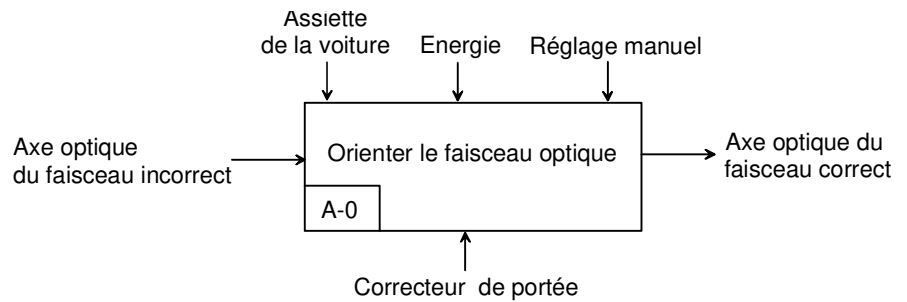 Assiette
de la voiture
Energie
Réglage manuel
Axe optique
du faisceau incorrect
Orienter le faisceau optique
Axe optique du
faisceau correct
A-0
Correcteur de portée